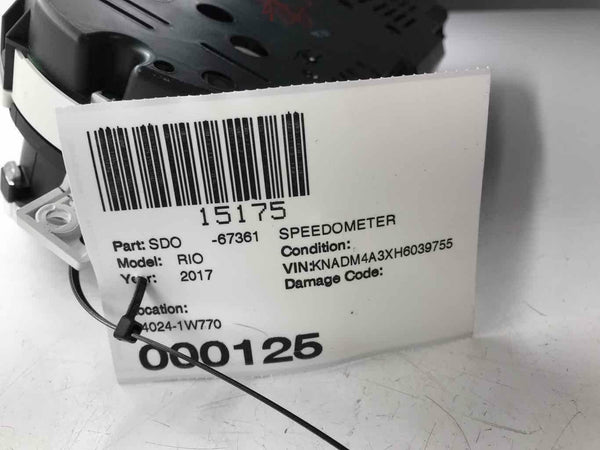 15175
Part: SDO -67361 SPEEDOMETER
Model: RIO Condition:
Year: 2017 VIN:KNADM4A3XH6039755
Damage Code:
ocation:
4024-1W770
000125